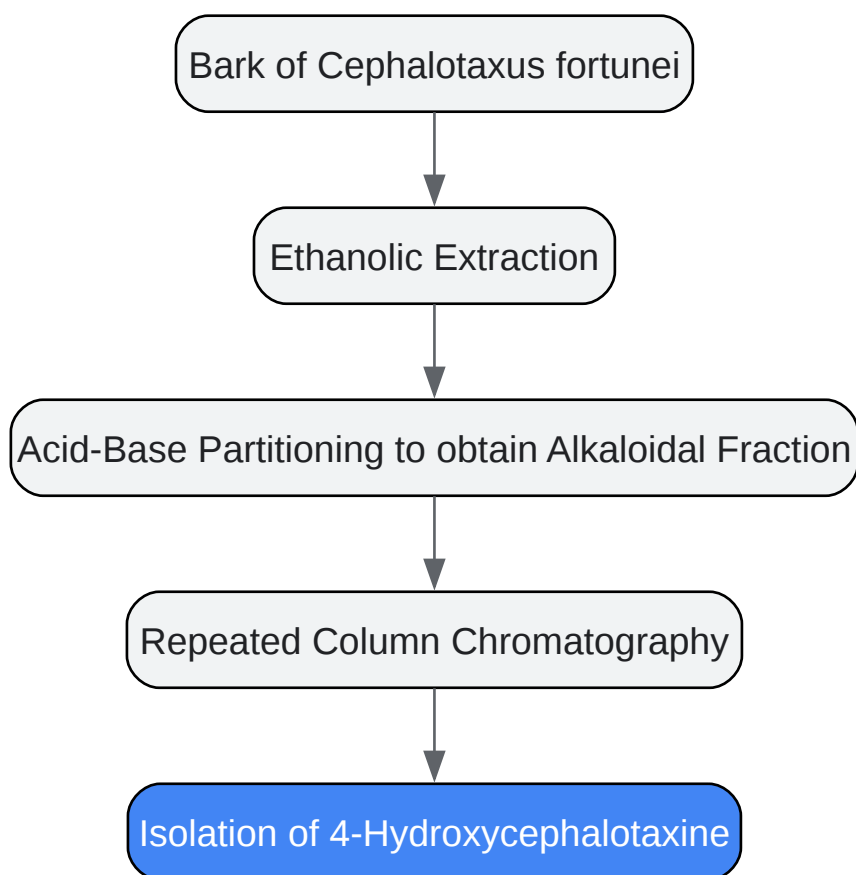 Bark of Cephalotaxus fortunei
Ethanolic Extraction
Acid-Base Partitioning to obtain Alkaloidal Fraction
Repeated Column Chromatography
Isolation of 4-Hydroxycephalotaxine